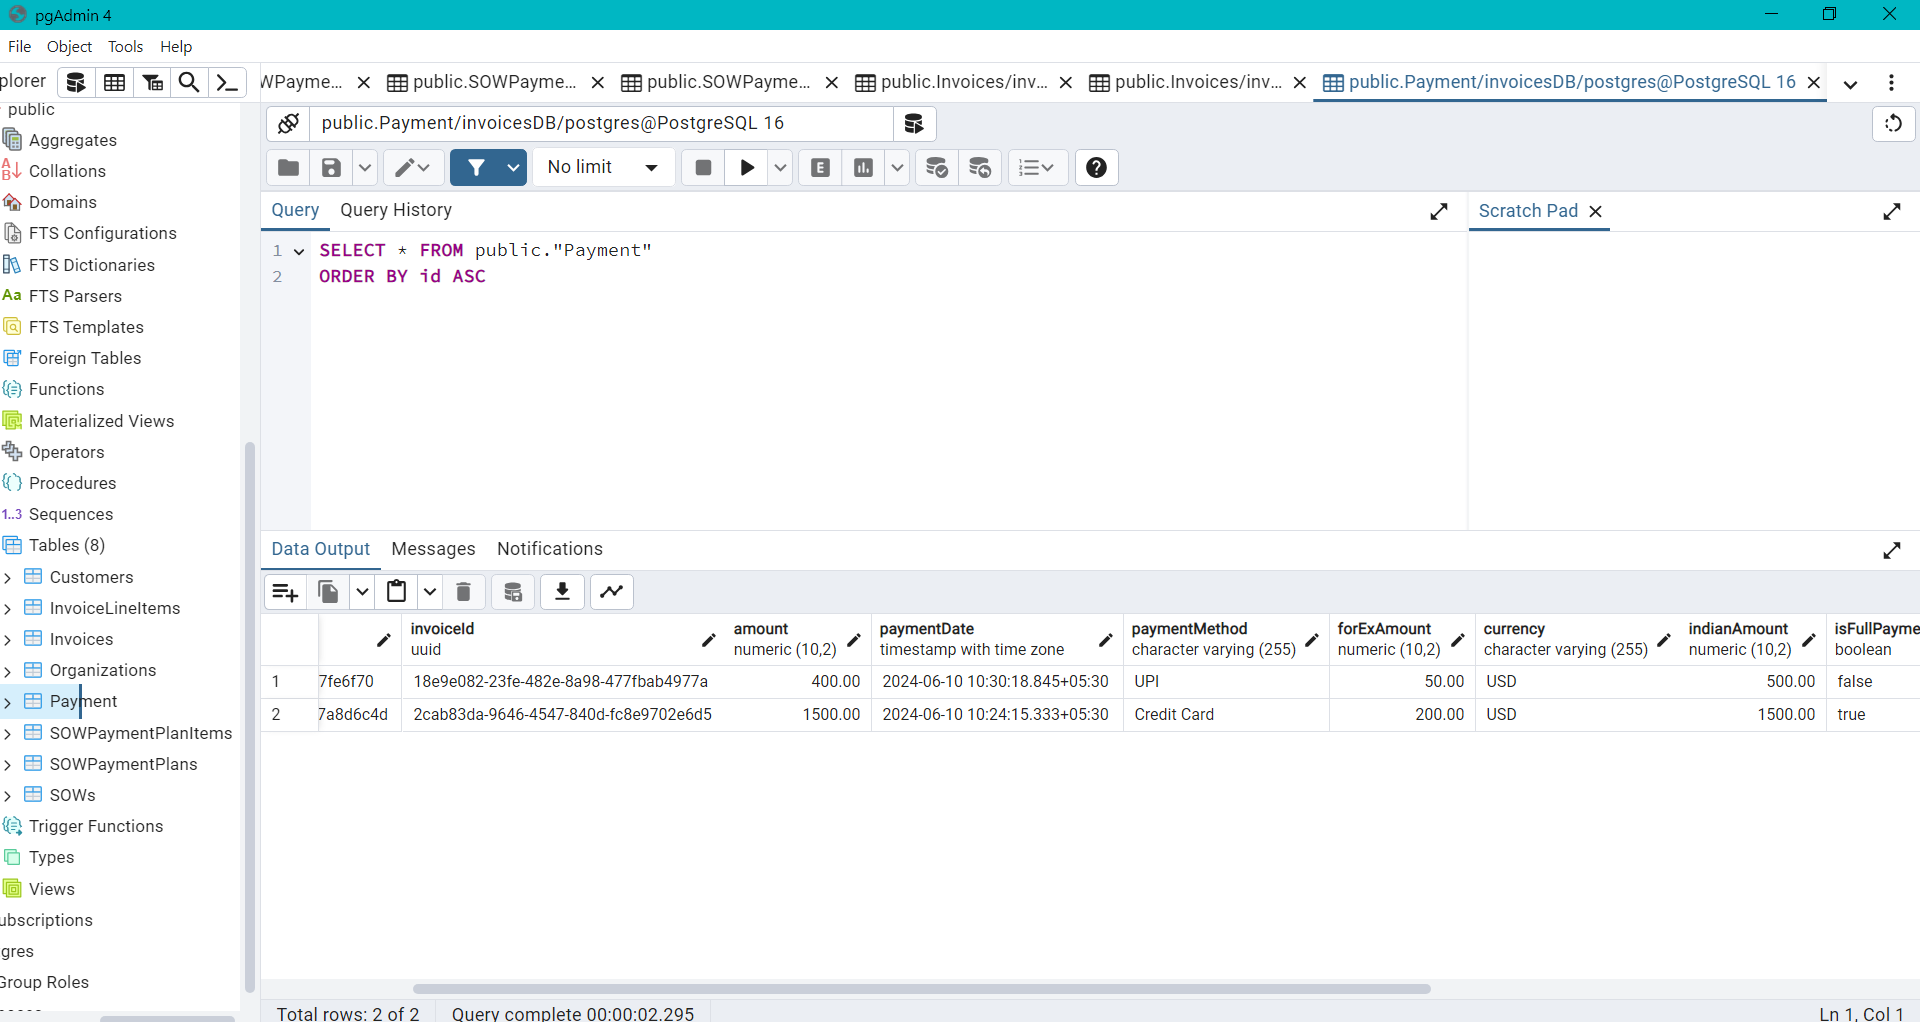 pgAdmin 4
File Object Tools Help
plorer
WPayme... public.SOWPayme... public.SOWPayme... public.Invoices/inv... public.Invoices/inv... public.Payment/invoicesDB/postgres@PostgreSQL 16
public
Aggregates
Collations
Domains
FTS Configurations
FTS Dictionaries
Aa FTS Parsers
FTS Templates
Foreign Tables
Functions
Materialized Views
Operators
Procedures
1..3 Sequences
Tables (8)
Customers
InvoiceLineItems
Invoices
Organizations
Payment
SOWPaymentPlanItems
SOWPaymentPlans
SOWs
Trigger Functions
Types
Views
ubscriptions
gres
Group Roles
public.Payment/invoicesDB/postgres@PostgreSQL 16
No limit
E
Query Query History
Scratch Pad
1 SELECT * FROM public."Payment"
2 ORDER BY id ASC
Data Output Messages Notifications
invoiceId amount paymentDate paymentMethod forExAmount currency indianAmount isFullPayme
uuid numeric (10,2) timestamp with time zone character varying (255) numeric (10,2) character varying (255) numeric (10,2) boolean
1 7fe6f70 18e9e082-23fe-482e-8a98-477fbab4977a 400.00 2024-06-10 10:30:18.845+05:30 UPI 50.00 USD 500.00 false
2 7a8d6c4d 2cab83da-9646-4547-840d-fc8e9702e6d5 1500.00 2024-06-10 10:24:15.333+05:30 Credit Card 200.00 USD 1500.00 true
Total rows: 2 of 2 Query complete 00:00:02.295 Ln 1, Col 1